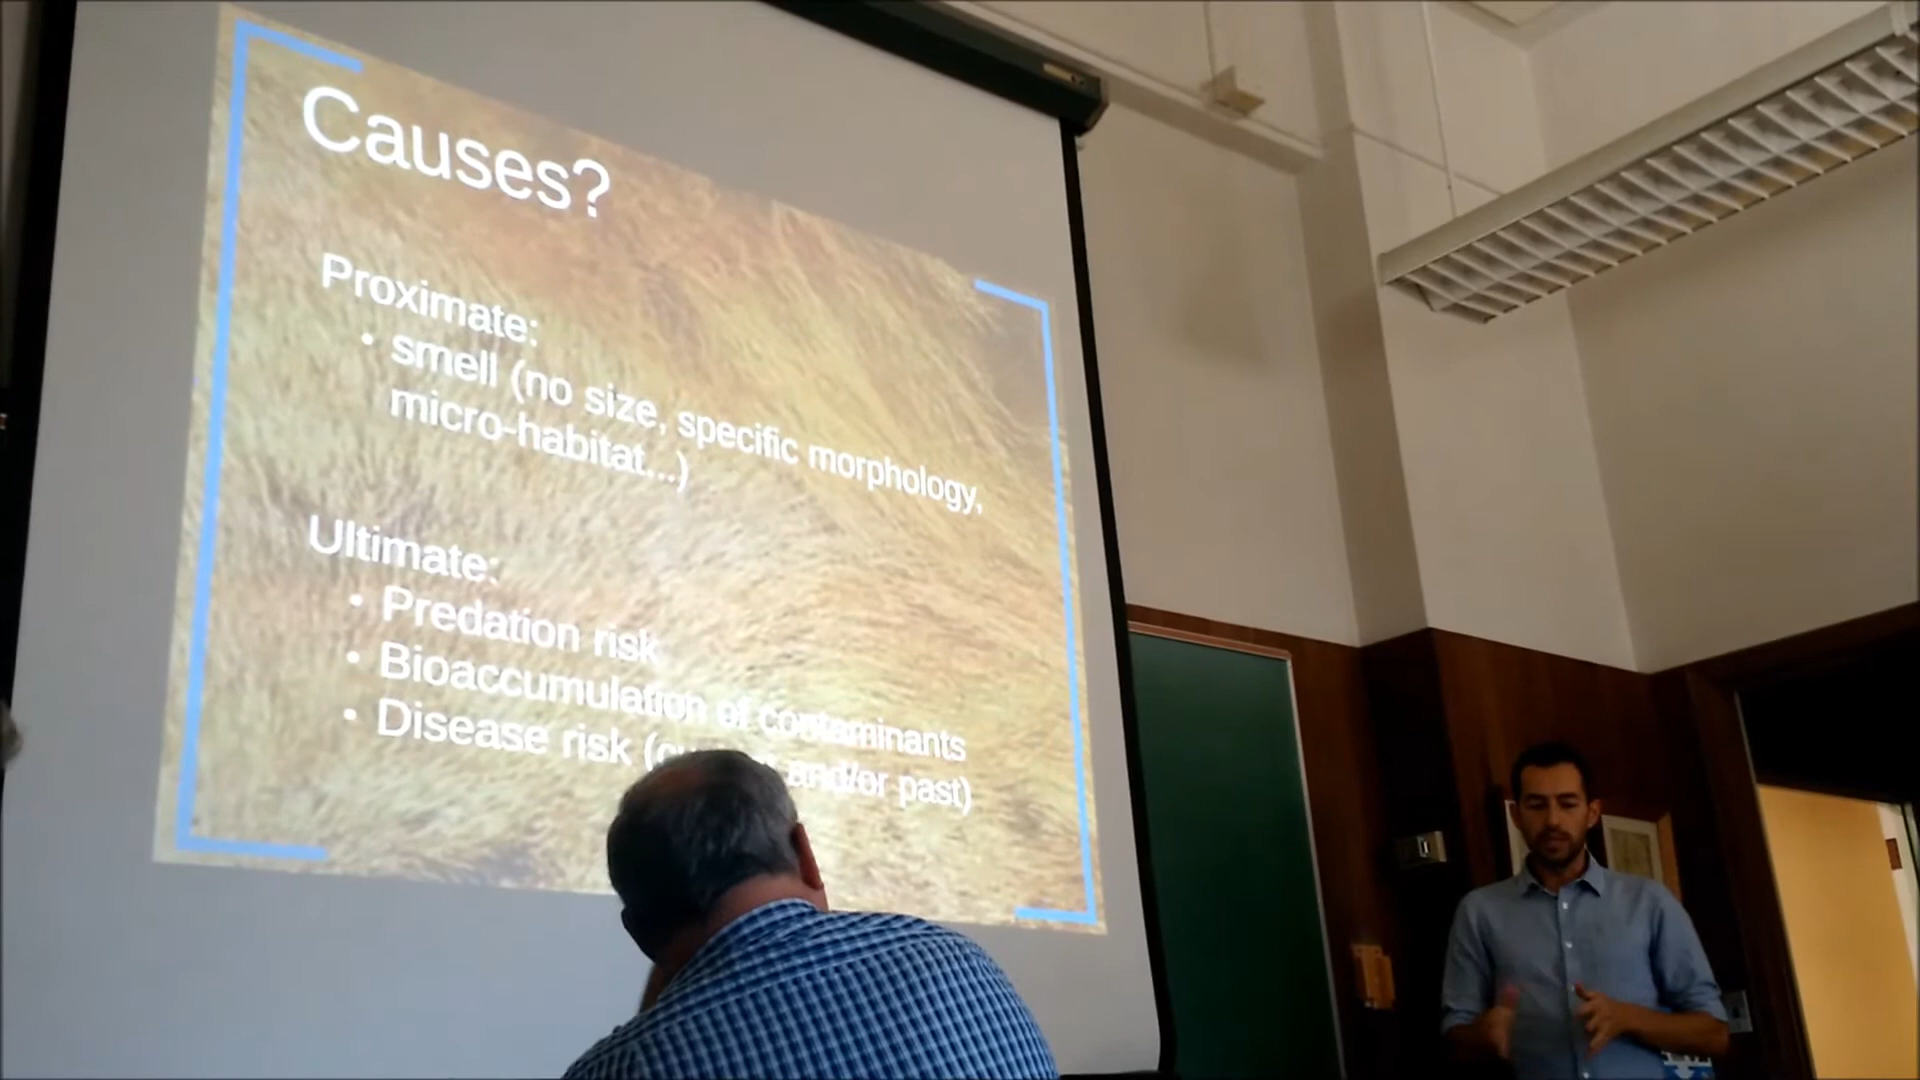 Causes?
Proximate:
• smell (no size, specific morphology,
micro-habitat...)
Ultimate:
• Predation risk
• Bioaccumulation of contaminants
• Disease risk ( and/or past)